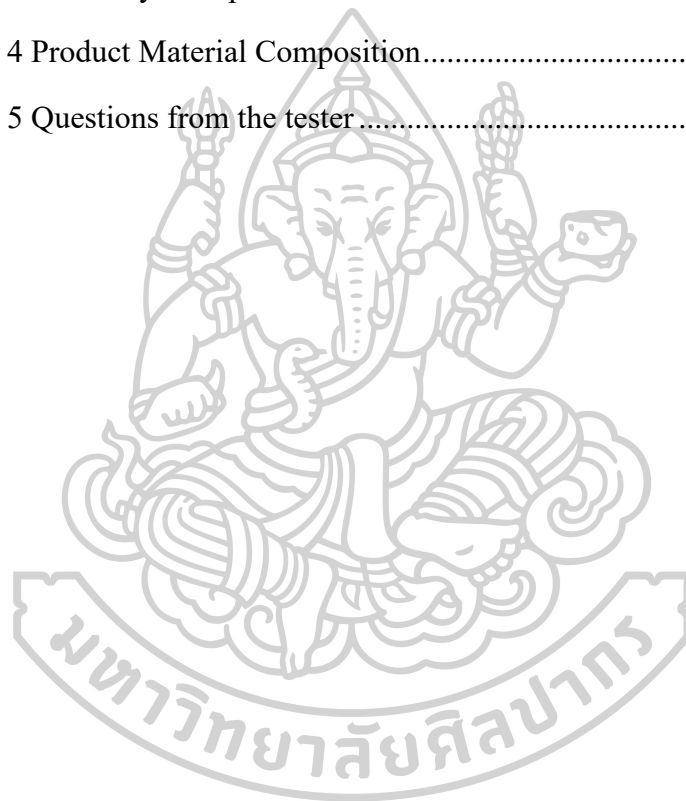 4 Product Material Composition................................
5 Questions from the tester........................................
มหาวิทยาลัยศิลปากร